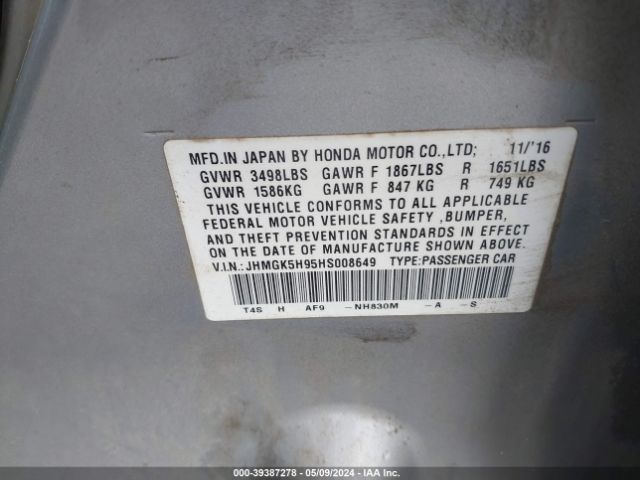 MFD.IN JAPAN BY HONDA MOTOR CO.,LTD; 11/'16
GVWR 3498LBS GAWR F 1867LBS R 1651LBS
GVWR 1586KG GAWR F 847 KG R 749 KG
THIS VEHICLE CONFORMS TO ALL APPLICABLE
FEDERAL MOTOR VEHICLE SAFETY ,BUMPER,
AND THEFT PREVENTION STANDARDS IN EFFECT
ON THE DATE OF MANUFACTURE SHOWN ABOVE.
V.I.N.: JHMGK5H95HS008649 TYPE:PASSENGER CAR
T4S H AF9 -NH830M -A -S
000-39387278 - 05/09/2024 - IAA Inc.